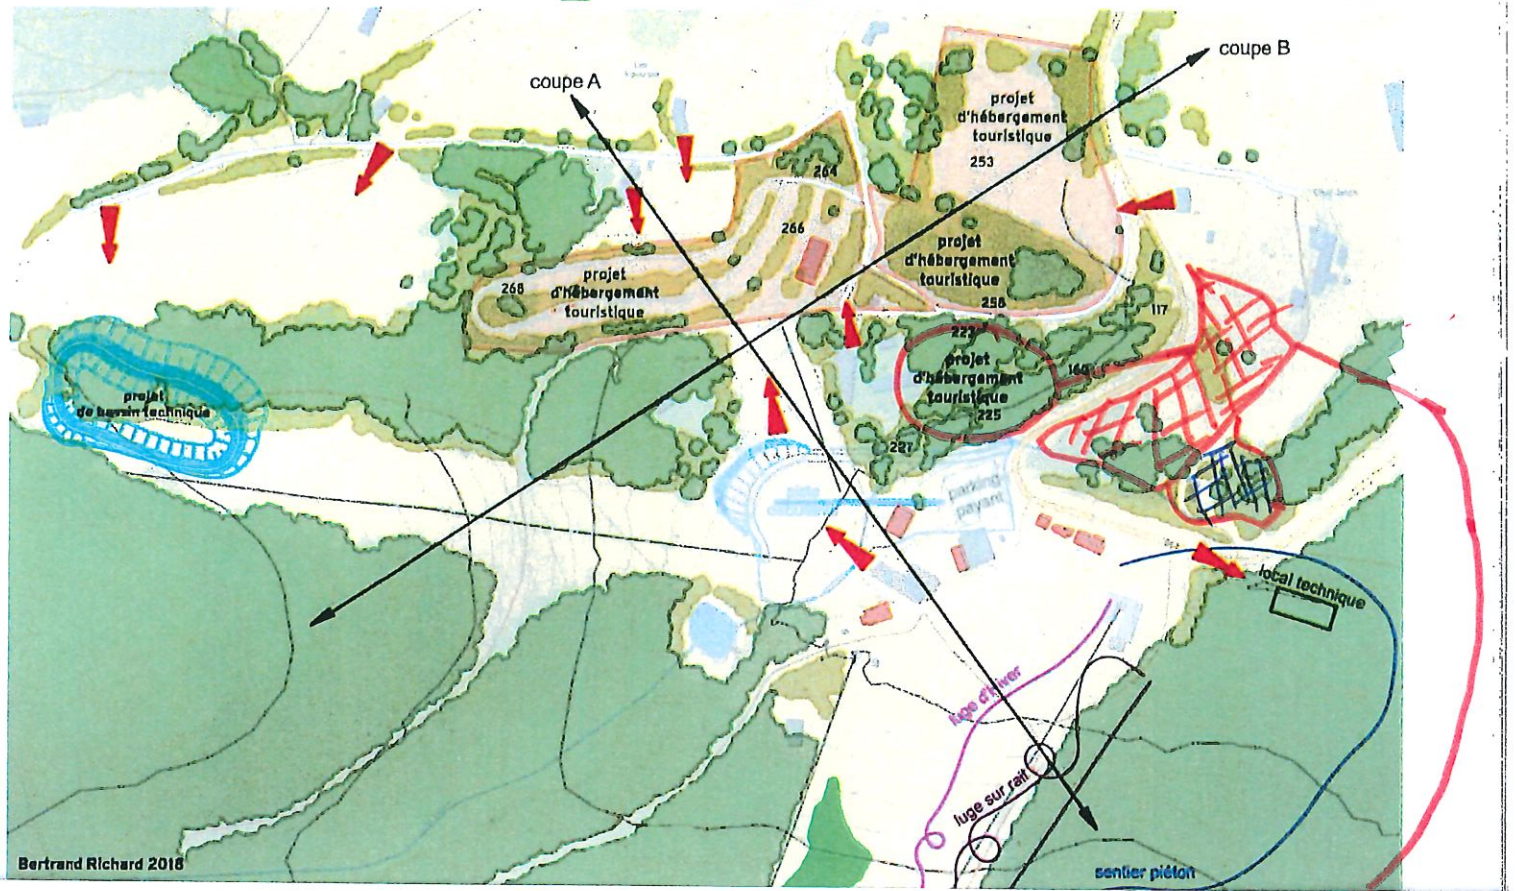 coupe B
coupe A
projet
d'hébergement
touristique
253
264
266
projet
d'hébergement
touristique
258
projet
d'hébergement
touristique
268
117
227
projet
d'hébergement
touristique
160
225
227
projet
de bassin technique
parking
payant
local technique
luge d'hiver
luge sur rail
sentier piéton
Bertrand Richard 2018